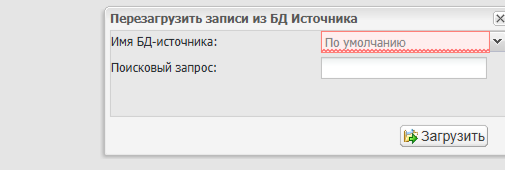 Перезагрузить записи из БД Источника
Имя БД-источника: По умолчанию
Поисковый запрос:
Загрузить